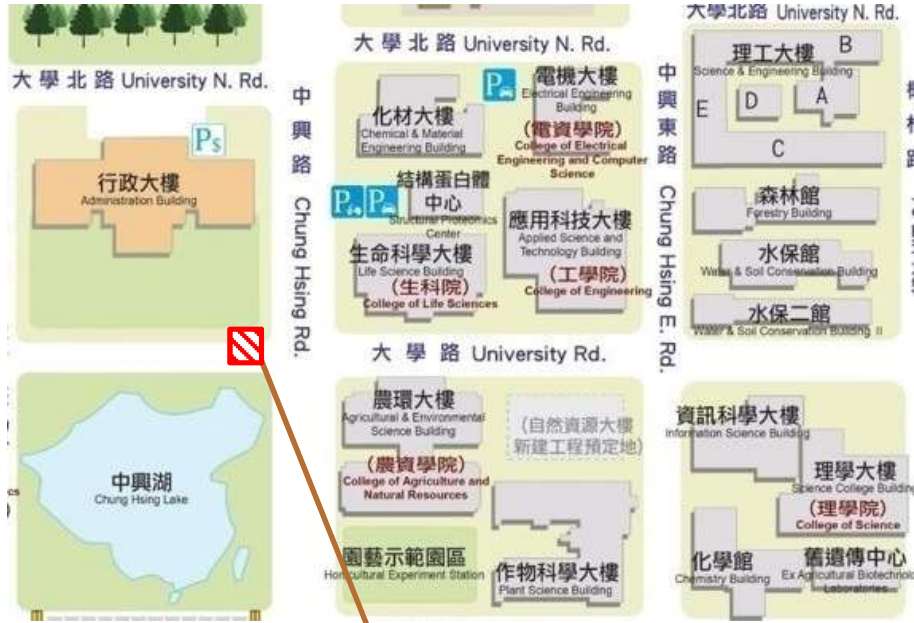 大學北路 University N. Rd.
大學北路 University N. Rd.
大學北路 University N. Rd.
中興路 Chung Hsing Rd.
中興東路 Chung Hsing E. Rd.
P$
行政大樓
Administration Building
化材大樓
Chemical & Material
Engineering Building
P
電機大樓
Electrical Engineering
Building
(電資學院)
College of Electrical
Engineering and Computer
Science
P P
結構蛋白體
中心
Structural Proteomics
Center
生命科學大樓
Life Science Building
(生科院)
College of Life Sciences
應用科技大樓
Applied Science and
Technology Building
(工學院)
College of Engineering
理工大樓
Science & Engineering Building
B
A
D
E
C
森林館
Forestry Building
水保館
Water & Soil Conservation Building
水保二館
Water & Soil Conservation Building II
大學路 University Rd.
中興湖
Chung Hsing Lake
農環大樓
Agricultural & Environmental
Science Building
(農資學院)
College of Agriculture and
Natural Resources
(自然資源大樓
新建工程預定地)
園藝示範園區
Horticultural Experiment Station
作物科學大樓
Plant Science Building
資訊科學大樓
Information Science Building
理學大樓
Science College Building
(理學院)
College of Science
化學館
Chemistry Building
舊遺傳中心
Ex Agricultural Biotechnology
Laboratories